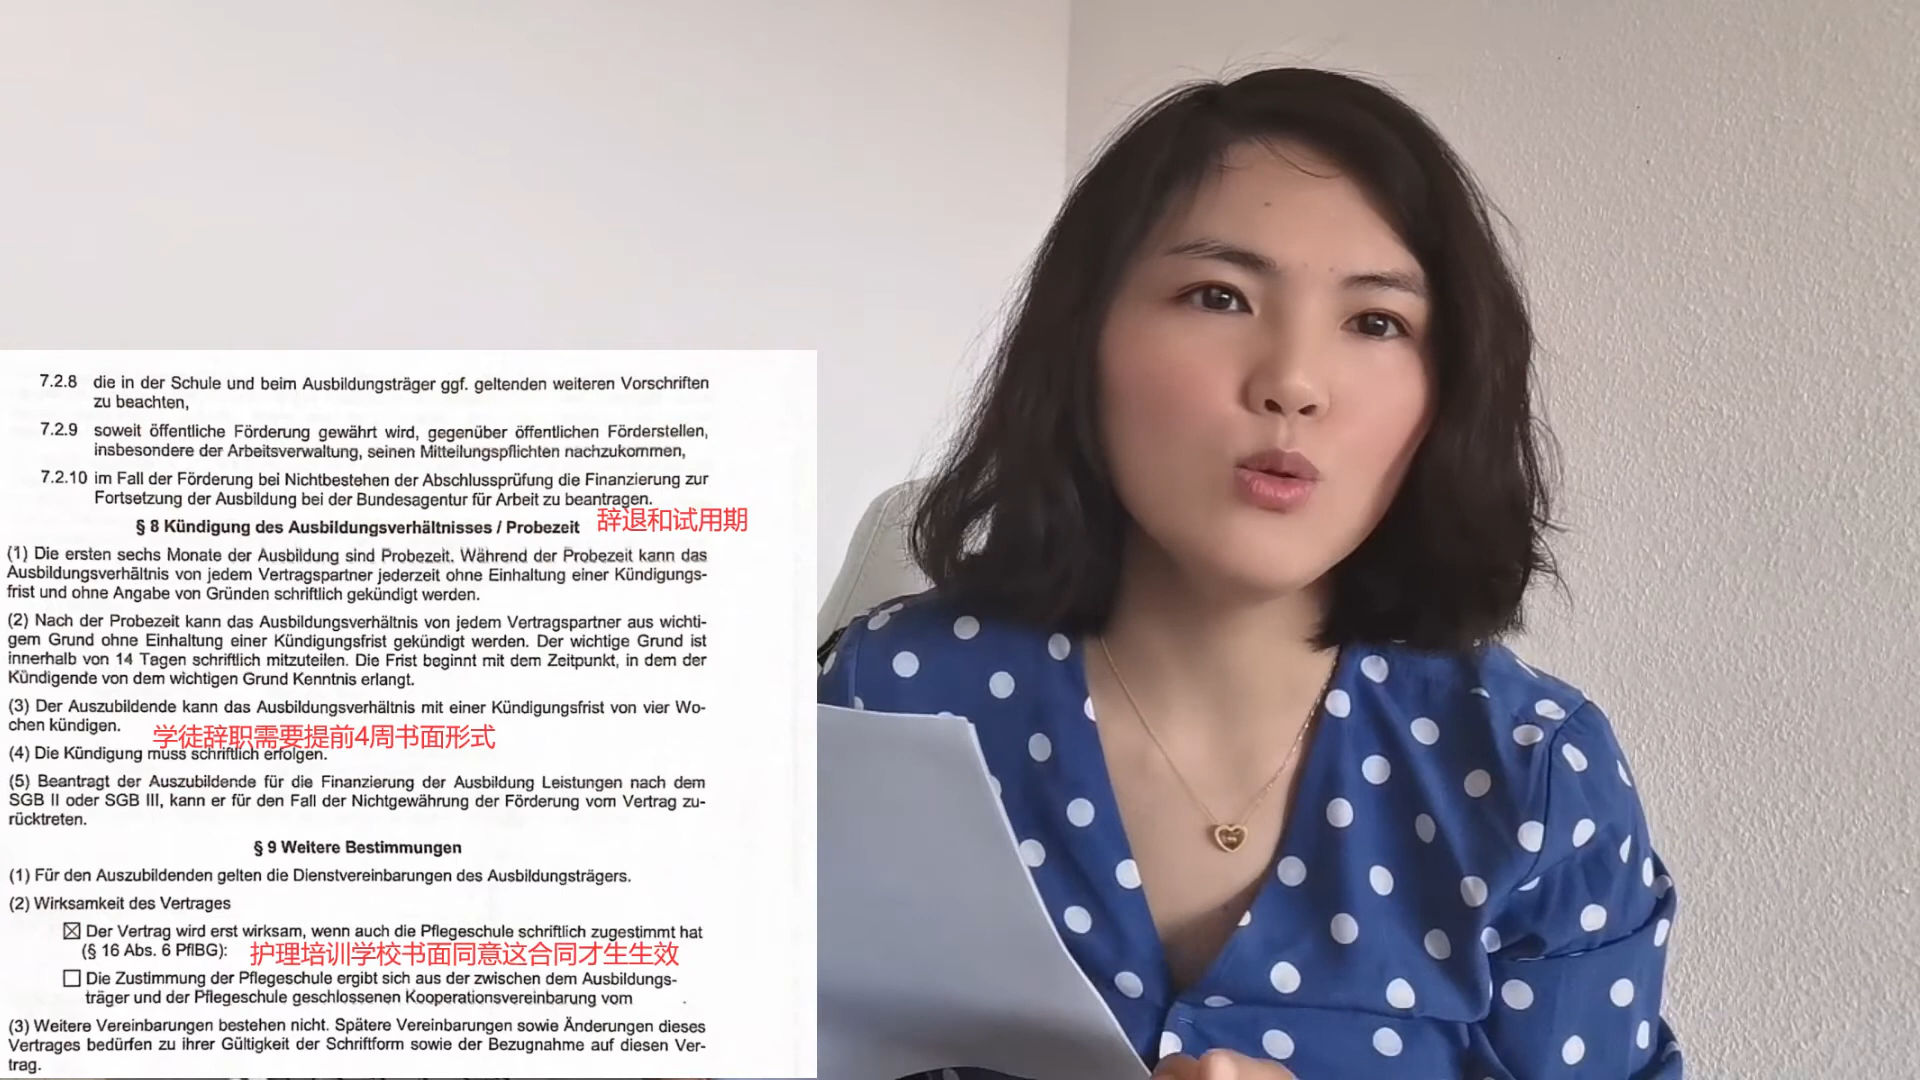 7.2.8 die in der Schule und beim Ausbildungsträger ggf. geltenden weiteren Vorschriften
zu beachten,
7.2.9 soweit öffentliche Förderung gewährt wird, gegenüber öffentlichen Förderstellen,
insbesondere der Arbeitsverwaltung, seinen Mitteilungspflichten nachzukommen,
7.2.10 im Fall der Förderung bei Nichtbestehen der Abschlussprüfung die Finanzierung zur
Fortsetzung der Ausbildung bei der Bundesagentur für Arbeit zu beantragen.
§ 8 Kündigung des Ausbildungsverhältnisses / Probezeit 辞退和试用期
(1) Die ersten sechs Monate der Ausbildung sind Probezeit. Während der Probezeit kann das
Ausbildungsverhältnis von jedem Vertragspartner jederzeit ohne Einhaltung einer Kündigungs-
frist und ohne Angabe von Gründen schriftlich gekündigt werden.
(2) Nach der Probezeit kann das Ausbildungsverhältnis von jedem Vertragspartner aus wichti-
gem Grund ohne Einhaltung einer Kündigungsfrist gekündigt werden. Der wichtige Grund ist
innerhalb von 14 Tagen schriftlich mitzuteilen. Die Frist beginnt mit dem Zeitpunkt, in dem der
Kündigende von dem wichtigen Grund Kenntnis erlangt.
(3) Der Auszubildende kann das Ausbildungsverhältnis mit einer Kündigungsfrist von vier Wo-
chen kündigen.
学徒辞职需要提前4周书面形式
(4) Die Kündigung muss schriftlich erfolgen.
(5) Beantragt der Auszubildende für die Finanzierung der Ausbildung Leistungen nach dem
SGB II oder SGB III, kann er für den Fall der Nichtgewährung der Förderung vom Vertrag zu-
rücktreten.
§ 9 Weitere Bestimmungen
(1) Für den Auszubildenden gelten die Dienstvereinbarungen des Ausbildungsträgers.
(2) Wirksamkeit des Vertrages
Der Vertrag wird erst wirksam, wenn auch die Pflegeschule schriftlich zugestimmt hat
(§ 16 Abs. 6 PflBG): 护理培训学校书面同意这合同才生生效
Die Zustimmung der Pflegeschule ergibt sich aus der zwischen dem Ausbildungs-
träger und der Pflegeschule geschlossenen Kooperationsvereinbarung vom .
(3) Weitere Vereinbarungen bestehen nicht. Spätere Vereinbarungen sowie Änderungen dieses
Vertrages bedürfen zu ihrer Gültigkeit der Schriftform sowie der Bezugnahme auf diesen Ver-
trag.